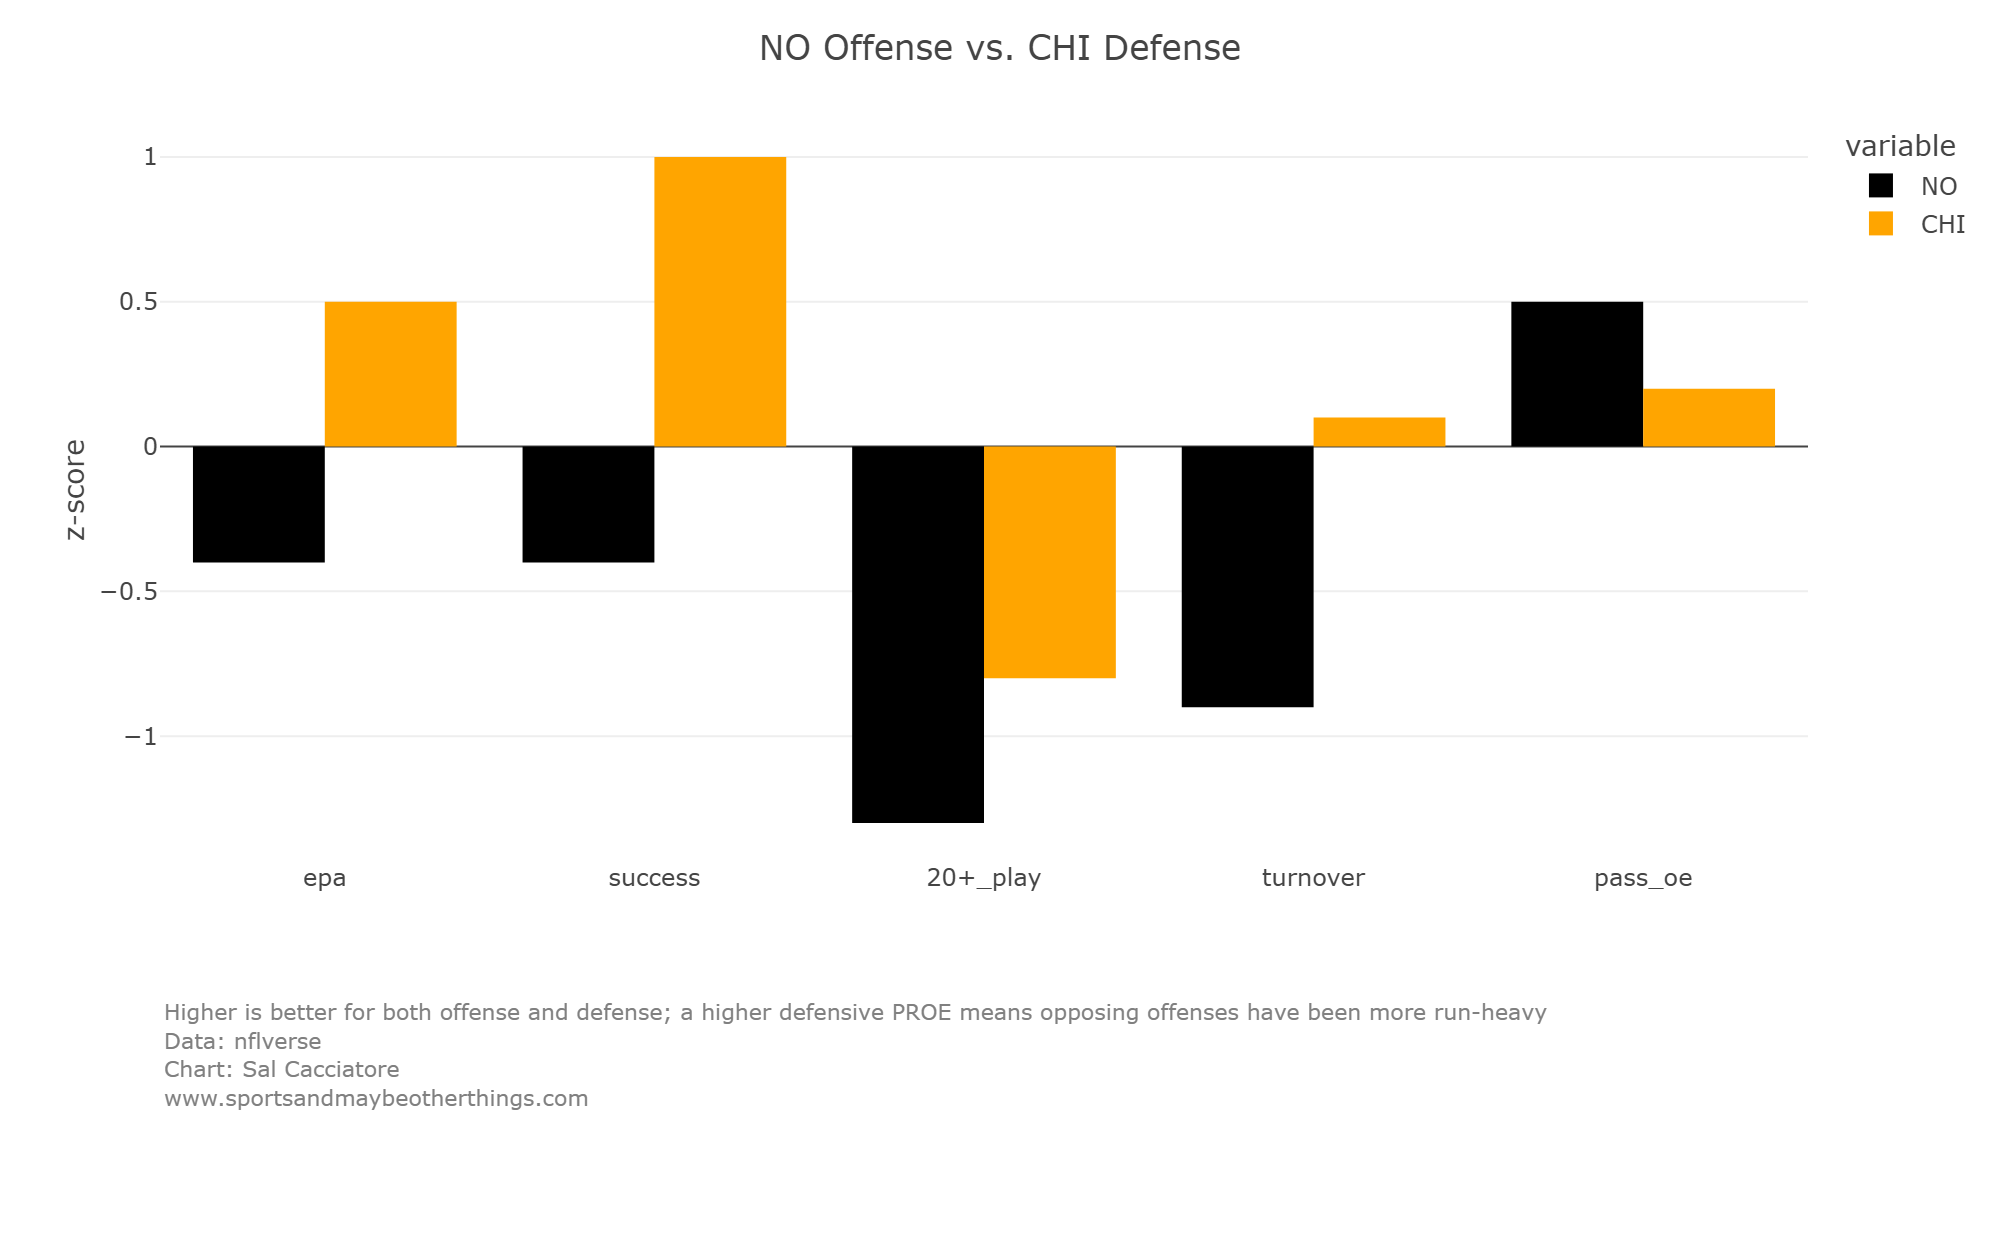 NO Offense vs. CHI Defense
variable
NO
CHI
1
0.5
0
−0.5
−1
z-score
epa
success
20+_play
turnover
pass_oe
Higher is better for both offense and defense; a higher defensive PROE means opposing offenses have been more run-heavy
Data: nflverse
Chart: Sal Cacciatore
www.sportsandmaybeotherthings.com